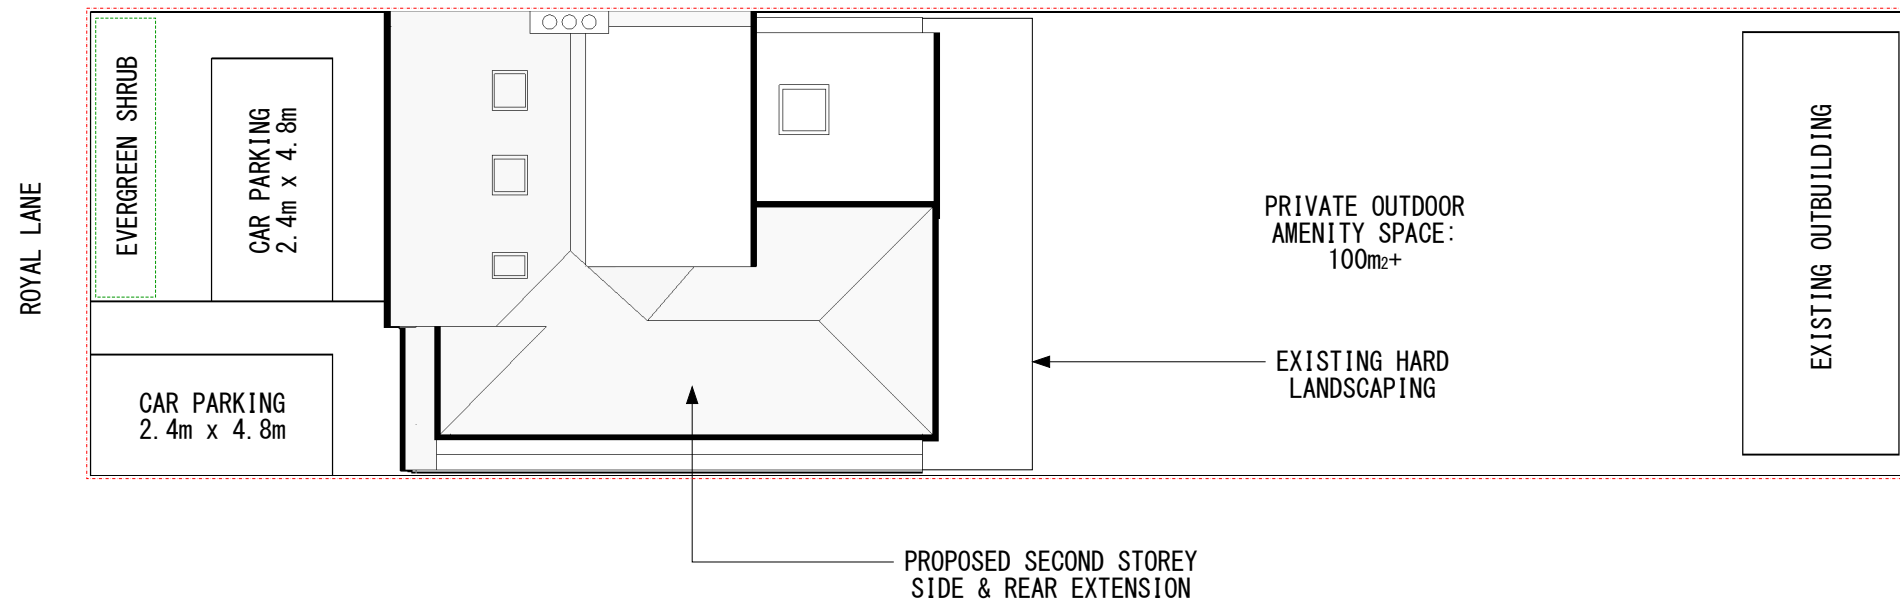 ROYAL LANE
EVERGREEN SHRUB
CAR PARKING
2.4m x 4.8m
CAR PARKING
2.4m x 4.8m
PRIVATE OUTDOOR
AMENITY SPACE:
100m2+
EXISTING HARD
LANDSCAPING
EXISTING OUTBUILDING
PROPOSED SECOND STOREY
SIDE & REAR EXTENSION